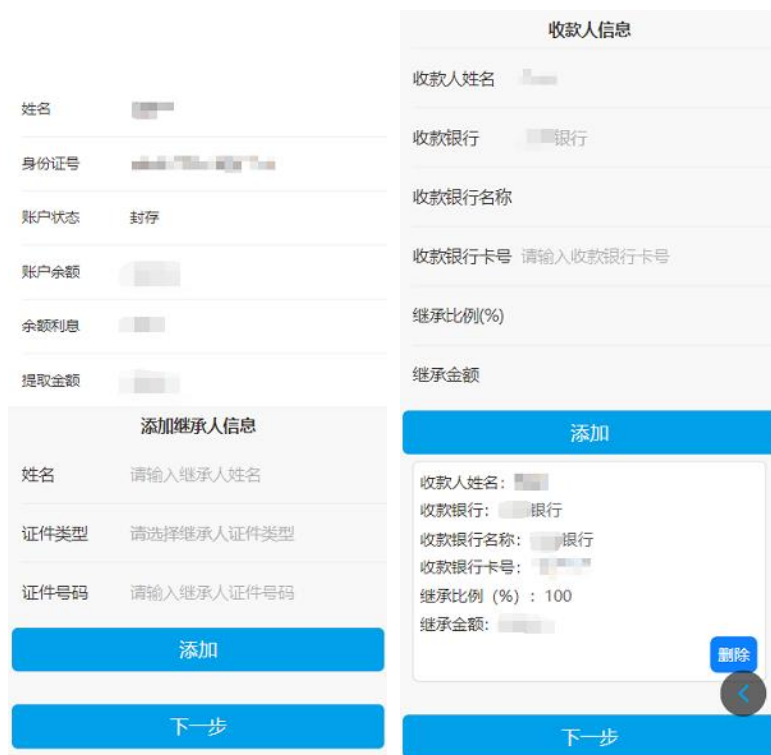 姓名
身份证号
账户状态 封存
账户余额
余额利息
提取金额
添加继承人信息
姓名 请输入继承人姓名
证件类型 请选择继承人证件类型
证件号码 请输入继承人证件号码
添加
下一步
收款人信息
收款人姓名
收款银行 银行
收款银行名称
收款银行卡号 请输入收款银行卡号
继承比例(%)
继承金额
添加
收款人姓名:
收款银行: 银行
收款银行名称: 银行
收款银行卡号:
继承比例 (%) : 100
继承金额:
删除
下一步